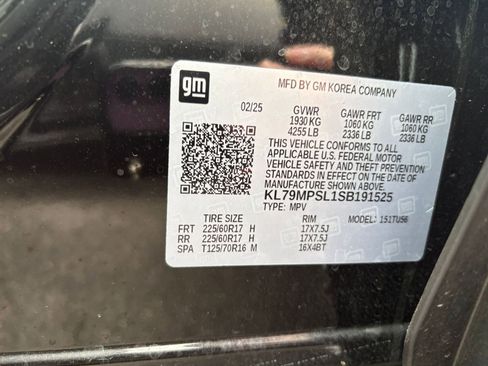 gm
MFD BY GM KOREA COMPANY
02/25 GVWR GAWR FRT GAWR RR
1930 KG 1060 KG 1060 KG
4255 LB 2336 LB 2336 LB
THIS VEHICLE CONFORMS TO ALL
APPLICABLE U.S. FEDERAL MOTOR
VEHICLE SAFETY AND THEFT PREVENTION
STANDARDS IN EFFECT ON THE DATE OF
MANUFACTURE SHOWN ABOVE.
KL79MPSL1SB191525
TYPE: MPV
MODEL: 1S1TU56
TIRE SIZE RIM
FRT 225/60R17 H 17X7.5J
RR 225/60R17 H 17X7.5J
SPA T125/70R16 M 16X4BT